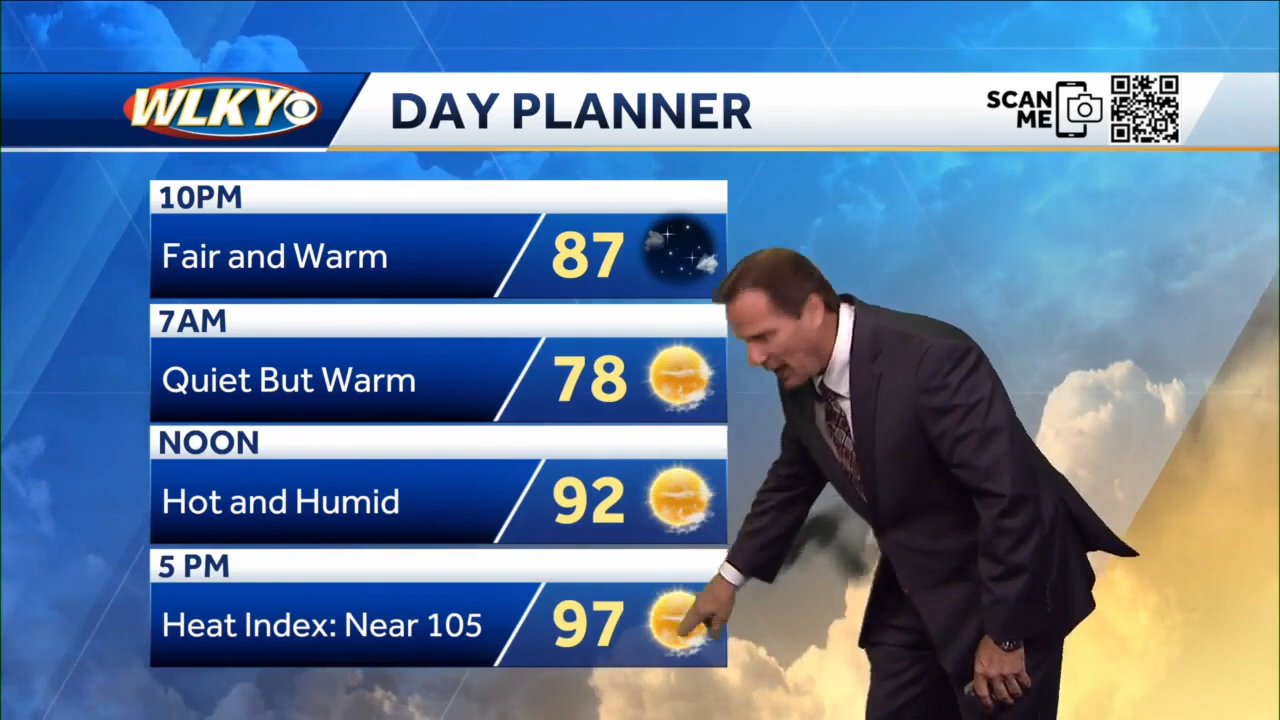 WLKY
DAY PLANNER
SCAN
ME
10PM
Fair and Warm
87
7AM
Quiet But Warm
78
NOON
Hot and Humid
92
5 PM
Heat Index: Near 105
97